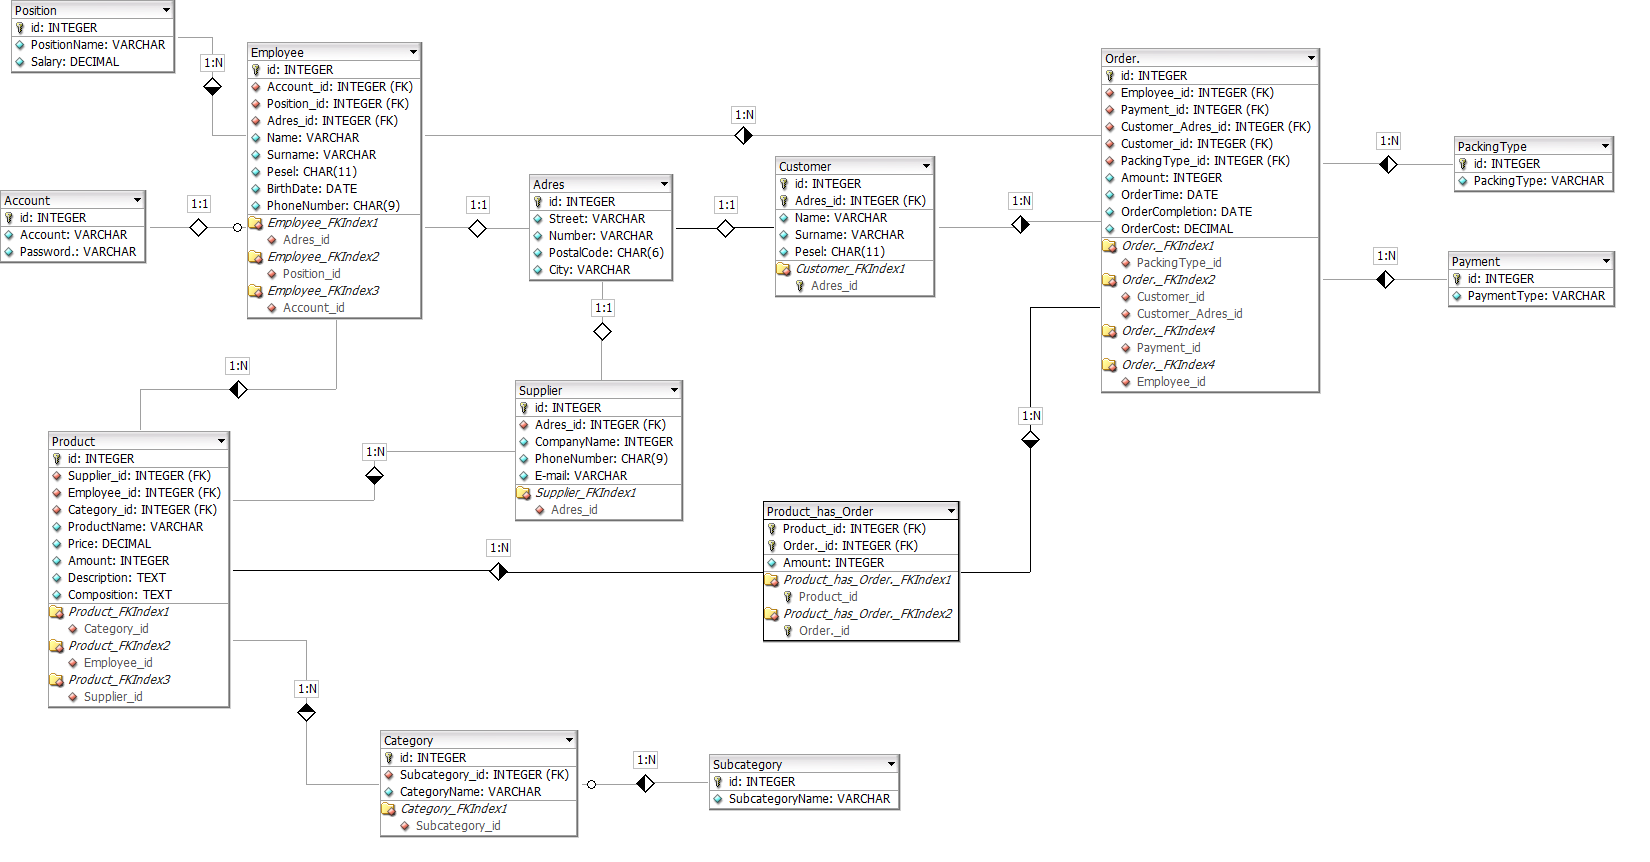 Position
id: INTEGER
PositionName: VARCHAR
Salary: DECIMAL
1:N
Employee
id: INTEGER
Account_id: INTEGER (FK)
Position_id: INTEGER (FK)
Adres_id: INTEGER (FK)
Name: VARCHAR
Surname: VARCHAR
Pesel: CHAR(11)
BirthDate: DATE
PhoneNumber: CHAR(9)
Employee_FKIndex1
Adres_id
Employee_FKIndex2
Position_id
Employee_FKIndex3
Account_id
1:N
Order.
id: INTEGER
Employee_id: INTEGER (FK)
Payment_id: INTEGER (FK)
Customer_Adres_id: INTEGER (FK)
Customer_id: INTEGER (FK)
PackingType_id: INTEGER (FK)
Amount: INTEGER
OrderTime: DATE
OrderCompletion: DATE
OrderCost: DECIMAL
Order._FKIndex1
PackingType_id
Order._FKIndex2
Customer_id
Customer_Adres_id
Order._FKIndex4
Payment_id
Order._FKIndex4
Employee_id
1:N
PackingType
id: INTEGER
PackingType: VARCHAR
Account
id: INTEGER
Account: VARCHAR
Password.: VARCHAR
1:1
1:1
Adres
id: INTEGER
Street: VARCHAR
Number: VARCHAR
PostalCode: CHAR(6)
City: VARCHAR
1:1
Customer
id: INTEGER
Adres_id: INTEGER (FK)
Name: VARCHAR
Surname: VARCHAR
Pesel: CHAR(11)
Customer_FKIndex1
Adres_id
1:N
1:N
Payment
id: INTEGER
PaymentType: VARCHAR
1:1
1:N
Supplier
id: INTEGER
Adres_id: INTEGER (FK)
CompanyName: INTEGER
PhoneNumber: CHAR(9)
E-mail: VARCHAR
Supplier_FKIndex1
Adres_id
1:N
1:N
Product
id: INTEGER
Supplier_id: INTEGER (FK)
Employee_id: INTEGER (FK)
Category_id: INTEGER (FK)
ProductName: VARCHAR
Price: DECIMAL
Amount: INTEGER
Description: TEXT
Composition: TEXT
Product_FKIndex1
Category_id
Product_FKIndex2
Employee_id
Product_FKIndex3
Supplier_id
1:N
Product_has_Order
Product_id: INTEGER (FK)
Order._id: INTEGER (FK)
Amount: INTEGER
Product_has_Order._FKIndex1
Product_id
Product_has_Order._FKIndex2
Order._id
1:N
Category
id: INTEGER
Subcategory_id: INTEGER (FK)
CategoryName: VARCHAR
Category_FKIndex1
Subcategory_id
1:N
Subcategory
id: INTEGER
SubcategoryName: VARCHAR